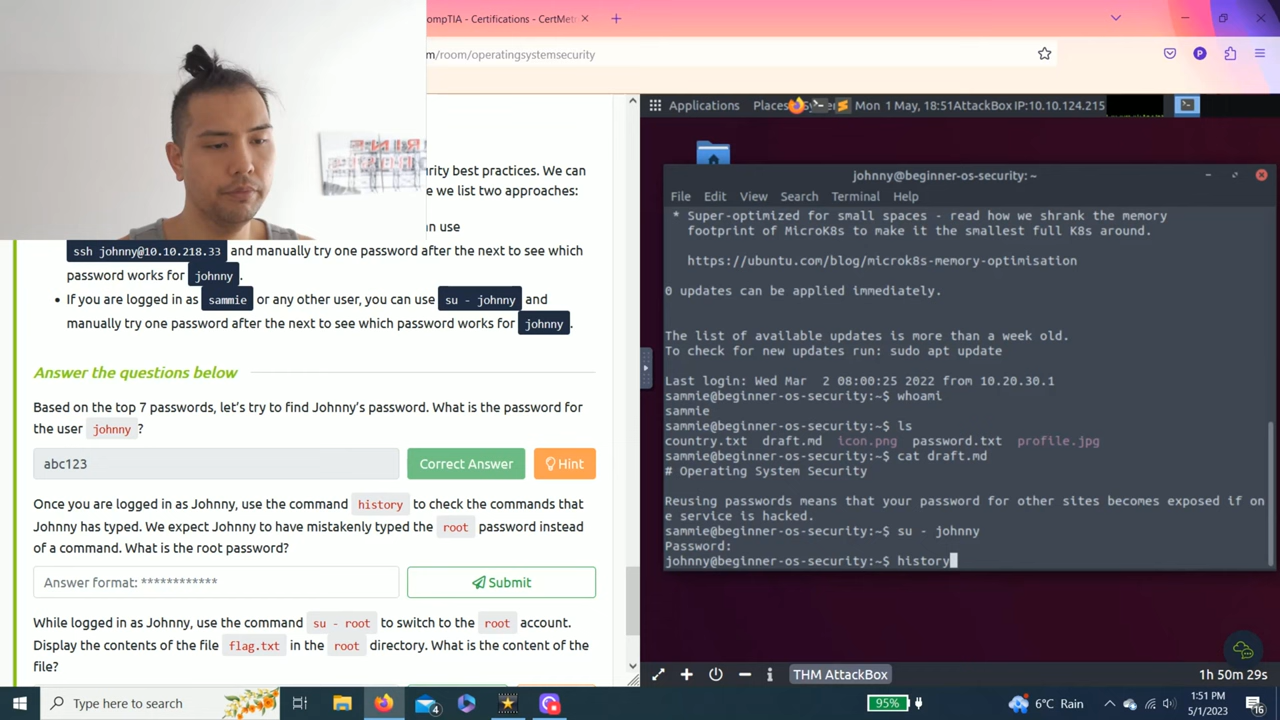 ompTIA - Certifications - CertMetr
m/room/operatingsystemsecurity
Applications Places Mon 1 May, 18:51 AttackBox IP:10.10.124.215
rity best practices. We can
e we list two approaches:
n use
ssh johnny@10.10.218.33 and manually try one password after the next to see which
password works for johnny .
If you are logged in as sammie or any other user, you can use su - johnny and
manually try one password after the next to see which password works for johnny .
Answer the questions below
Based on the top 7 passwords, let's try to find Johnny's password. What is the password for
the user johnny ?
abc123
Correct Answer
Hint
Once you are logged in as Johnny, use the command history to check the commands that
Johnny has typed. We expect Johnny to have mistakenly typed the root password instead
of a command. What is the root password?
Answer format: ************
Submit
While logged in as Johnny, use the command su - root to switch to the root account.
Display the contents of the file flag.txt in the root directory. What is the content of the
file?
johnny@beginner-os-security: ~
File Edit View Search Terminal Help
* Super-optimized for small spaces - read how we shrank the memory
footprint of MicroK8s to make it the smallest full K8s around.
https://ubuntu.com/blog/microk8s-memory-optimisation
0 updates can be applied immediately.
The list of available updates is more than a week old.
To check for new updates run: sudo apt update
Last login: Wed Mar  2 08:00:25 2022 from 10.20.30.1
sammie@beginner-os-security:~$ whoami
sammie
sammie@beginner-os-security:~$ ls
country.txt draft.md icon.png password.txt profile.jpg
sammie@beginner-os-security:~$ cat draft.md
# Operating System Security
Reusing passwords means that your password for other sites becomes exposed if on
e service is hacked.
sammie@beginner-os-security:~$ su - johnny
Password:
johnny@beginner-os-security:~$ history
THM AttackBox
1h 50m 29s
Type here to search
4
95%
6°C Rain
1:51 PM
5/1/2023
16